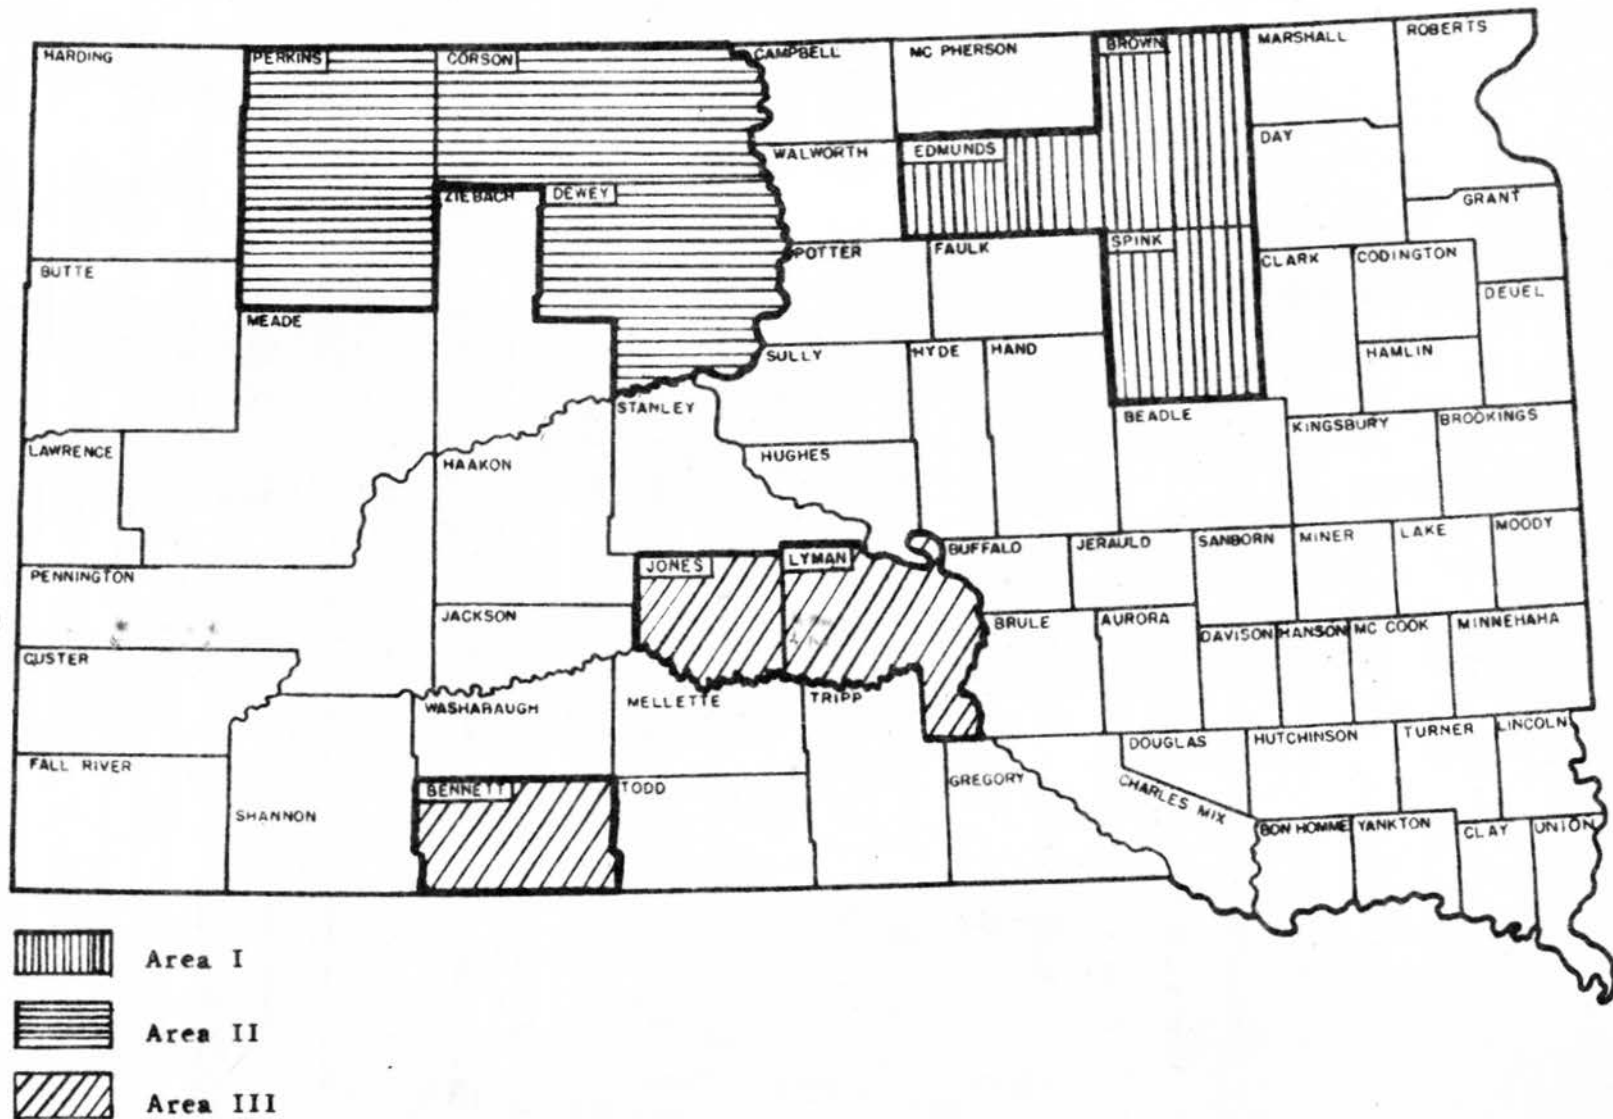 HARDING
PERKINS
CORSON
CAMPBELL
MC PHERSON
BROWN
MARSHALL
ROBERTS
WALWORTH
EDMUNDS
DAY
ZIEBACH
DEWEY
GRANT
BUTTE
POTTER
FAULK
SPINK
CLARK
CODINGTON
DEUEL
MEADE
SULLY
HYDE
HAND
HAMLIN
STANLEY
BEADLE
KINGSBURY
BROOKINGS
LAWRENCE
HAAKON
HUGHES
PENNINGTON
JONES
LYMAN
BUFFALO
JERAULD
SANBORN
MINER
LAKE
MOODY
JACKSON
BRULE
AURORA
DAVISON
HANSON
MC COOK
MINNEHAHA
CUSTER
WASHABAUGH
MELLETTE
TRIPP
DOUGLAS
HUTCHINSON
TURNER
LINCOLN
FALL RIVER
SHANNON
BENNETT
TODD
GREGORY
CHARLES MIX
BON HOMME
YANKTON
CLAY
UNION
Area I
Area II
Area III